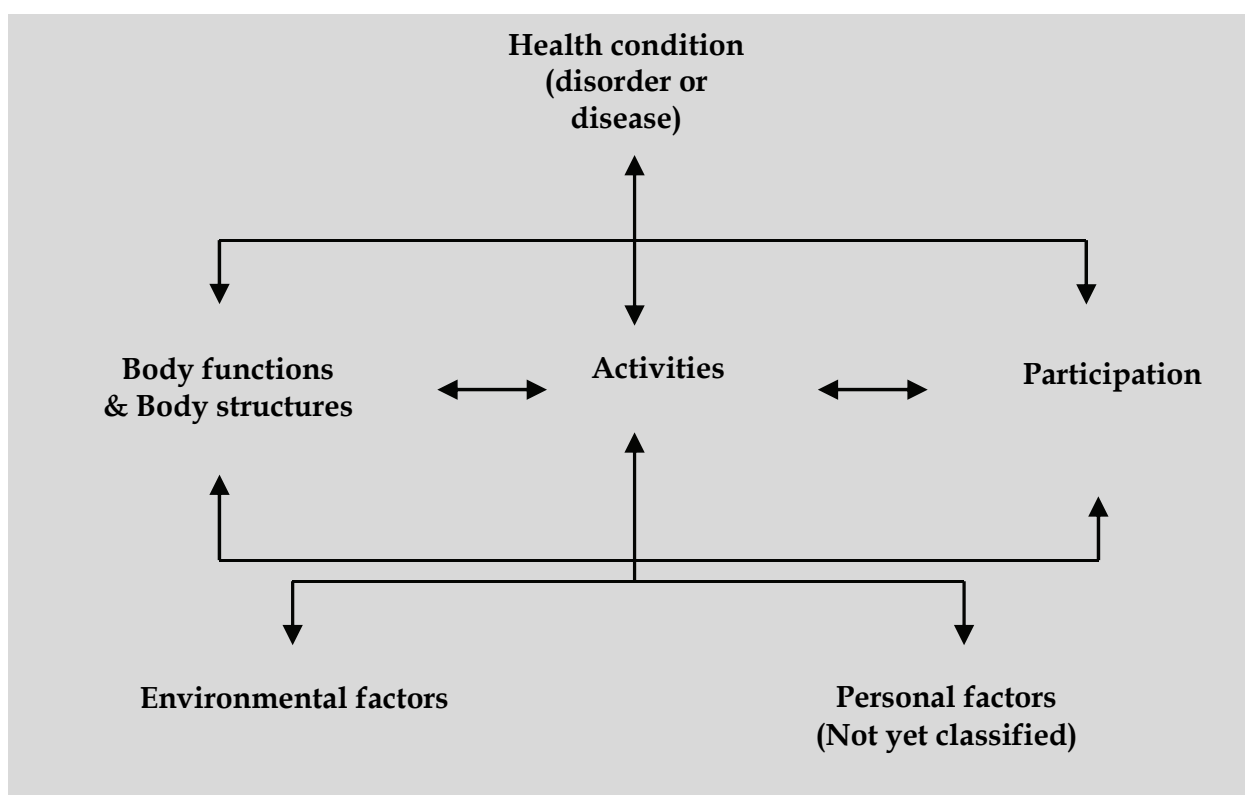 Health condition
(disorder or
disease)
Body functions
& Body structures
Activities
Participation
Environmental factors
Personal factors
(Not yet classified)